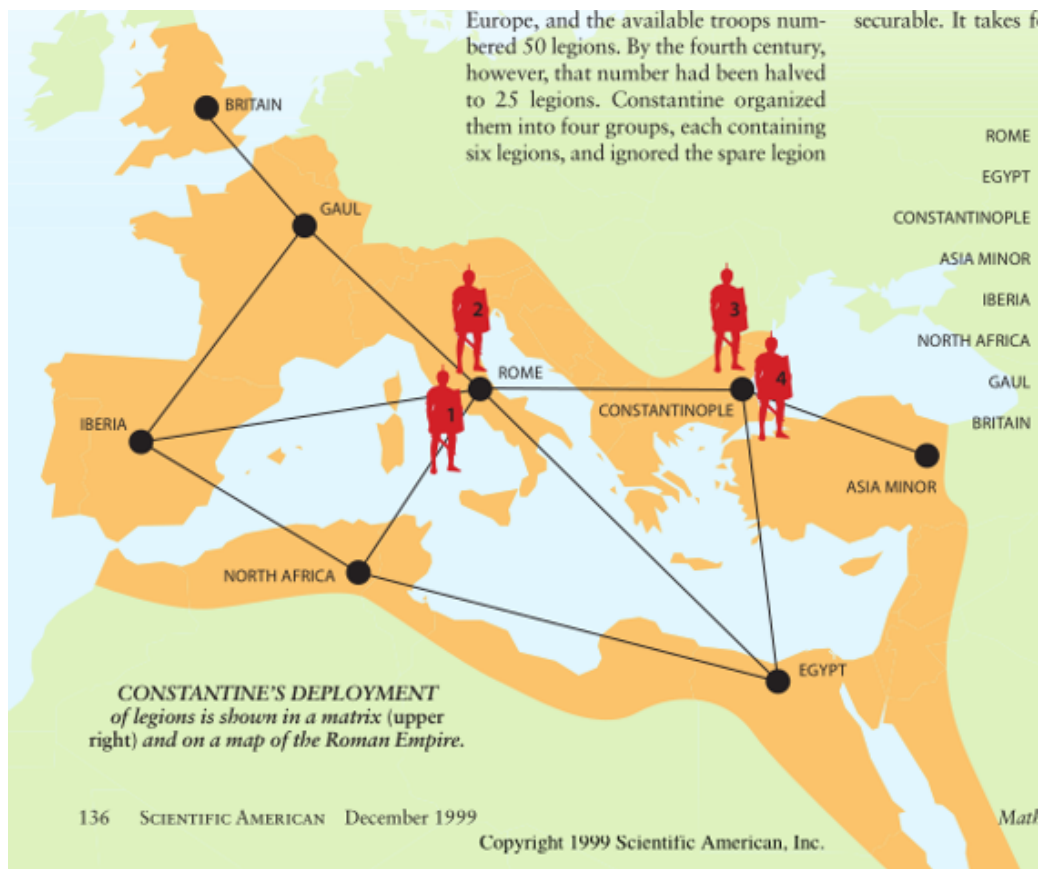 Europe, and the available troops num-
bered 50 legions. By the fourth century,
however, that number had been halved
to 25 legions. Constantine organized
them into four groups, each containing
six legions, and ignored the spare legion
securable. It takes
ROME
EGYPT
CONSTANTINOPLE
ASIA MINOR
IBERIA
NORTH AFRICA
GAUL
BRITAIN
BRITAIN
GAUL
2
3
ROME
4
CONSTANTINOPLE
1
IBERIA
ASIA MINOR
NORTH AFRICA
EGYPT
CONSTANTINE'S DEPLOYMENT
of legions is shown in a matrix (upper
right) and on a map of the Roman Empire.
136 SCIENTIFIC AMERICAN December 1999
Copyright 1999 Scientific American, Inc.